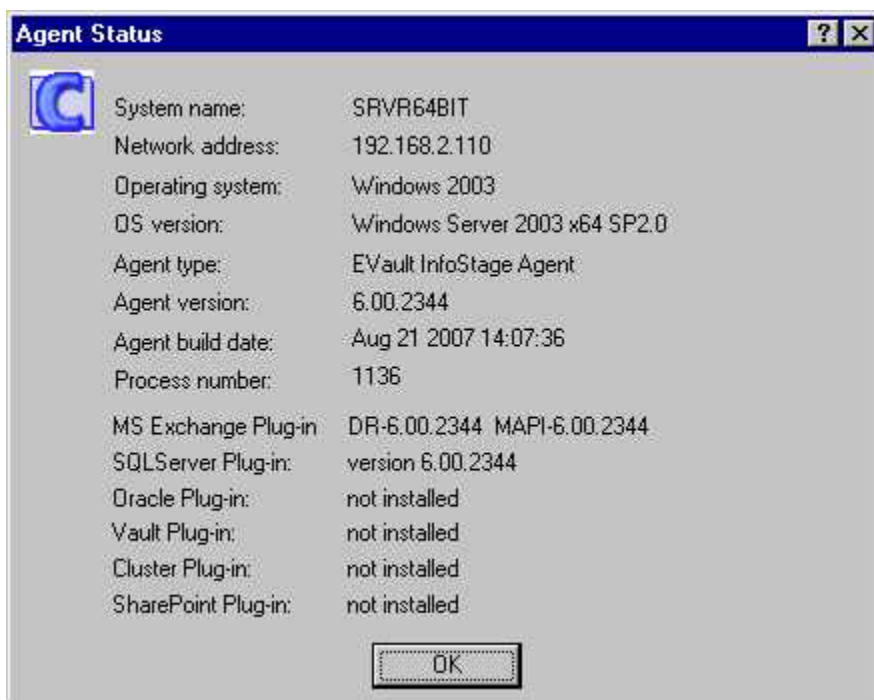 Agent Status
System name: SRVR64BIT
Network address: 192.168.2.110
Operating system: Windows 2003
OS version: Windows Server 2003 x64 SP2.0
Agent type: EVault InfoStage Agent
Agent version: 6.00.2344
Agent build date: Aug 21 2007 14:07:36
Process number: 1136
MS Exchange Plug-in DR-6.00.2344 MAPI-6.00.2344
SQLServer Plug-in: version 6.00.2344
Oracle Plug-in: not installed
Vault Plug-in: not installed
Cluster Plug-in: not installed
SharePoint Plug-in: not installed
OK